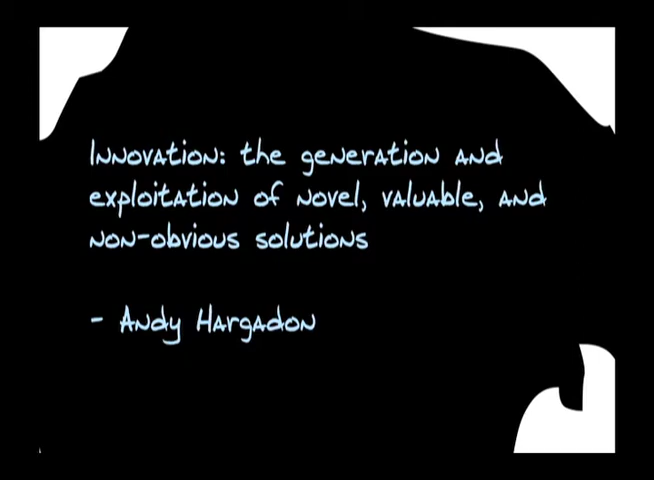 Innovation: the generation and
exploitation of novel, valuable, and
non-obvious solutions
- Andy Hargadon